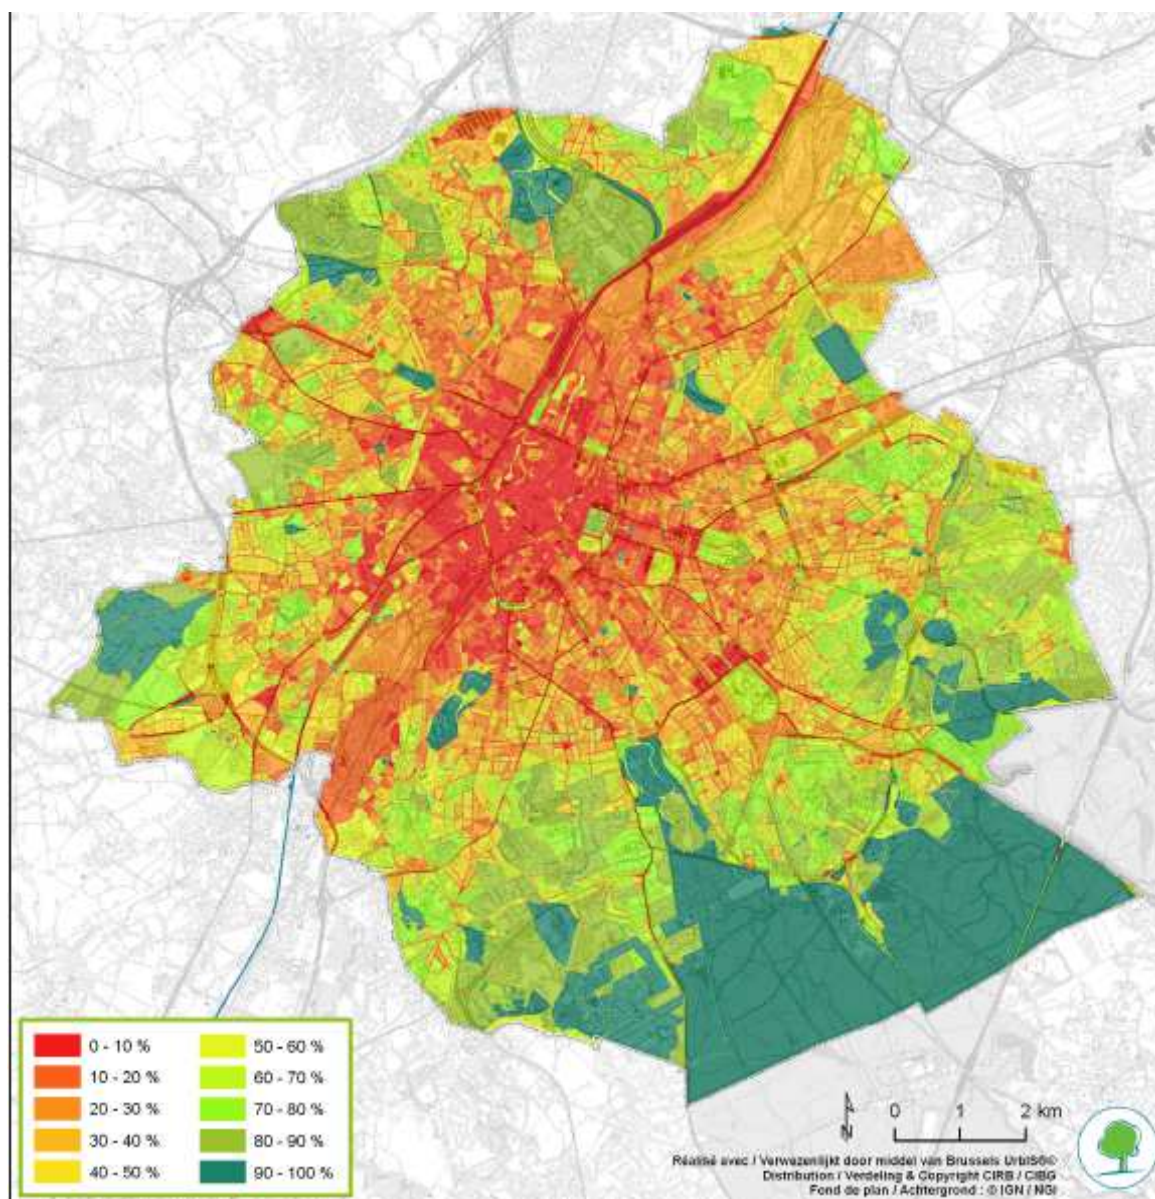 0 - 10 %
10 - 20 %
20 - 30 %
30 - 40 %
40 - 50 %
50 - 60 %
60 - 70 %
70 - 80 %
80 - 90 %
90 - 100 %
N
0 1 2 km
Réalisé avec / Verwezenlijkt door middel van Brussels UrbIS®©
Distribution / Verdeling & Copyright CIRB / CIBG
Fond de plan / Achtergrond : © IGN / NGI